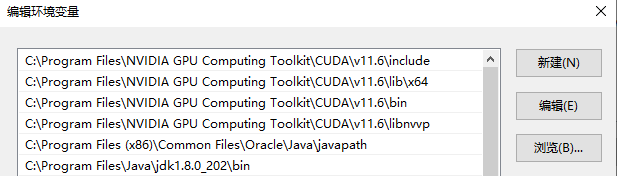 编辑环境变量
C:\Program Files\NVIDIA GPU Computing Toolkit\CUDA\v11.6\include
C:\Program Files\NVIDIA GPU Computing Toolkit\CUDA\v11.6\lib\x64
C:\Program Files\NVIDIA GPU Computing Toolkit\CUDA\v11.6\bin
C:\Program Files\NVIDIA GPU Computing Toolkit\CUDA\v11.6\libnvvp
C:\Program Files (x86)\Common Files\Oracle\Java\javapath
C:\Program Files\Java\jdk1.8.0_202\bin
新建(N)
编辑(E)
浏览(B)...